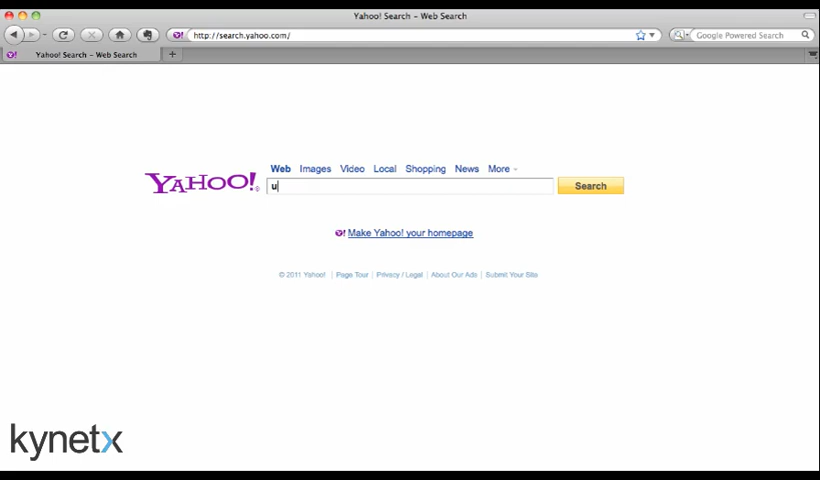 Yahoo! Search - Web Search
http://search.yahoo.com/
Google Powered Search
Yahoo! Search - Web Search
Web Images Video Local Shopping News More
YAHOO!
u
Search
Y! Make Yahoo! your homepage
© 2011 Yahoo! | Page Tour | Privacy / Legal | About Our Ads | Submit Your Site
kynetx